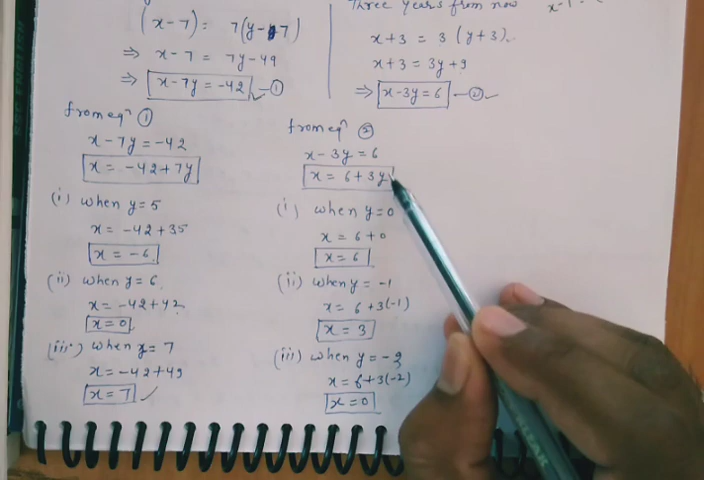 (x-7) = 7(y-7)
⇒ x-7 = 7y-49
⇒ x-7y = -42 — ①
from eqⁿ ①
x-7y = -42
x = -42+7y
(i) when y=5
x = -42+35
x = -6
(ii) when y=6
x = -42+42
x=0
(iii) when y= 7
x = -42+49
x = 7
Three years from now
x+3 = 3(y+3)
x+3 = 3y+9
⇒ x-3y = 6 — ②
from eqⁿ ②
x-3y = 6
x = 6+3y
(i) when y=0
x = 6+0
x = 6
(ii) when y = -1
x = 6+3(-1)
x = 3
(iii) when y = -2
x = 6+3(-2)
x = 0